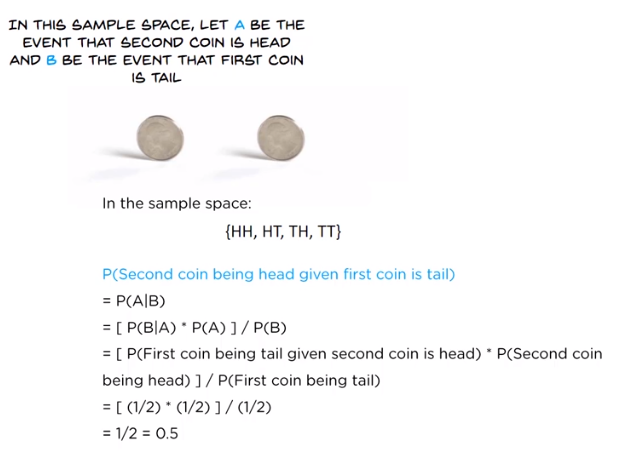 IN THIS SAMPLE SPACE, LET A BE THE
EVENT THAT SECOND COIN IS HEAD
AND B BE THE EVENT THAT FIRST COIN
IS TAIL
In the sample space:
{HH, HT, TH, TT}
P(Second coin being head given first coin is tail)
= P(A|B)
= [ P(B|A) * P(A) ] / P(B)
= [ P(First coin being tail given second coin is head) * P(Second coin
being head) ] / P(First coin being tail)
= [ (1/2) * (1/2) ] / (1/2)
= 1/2 = 0.5